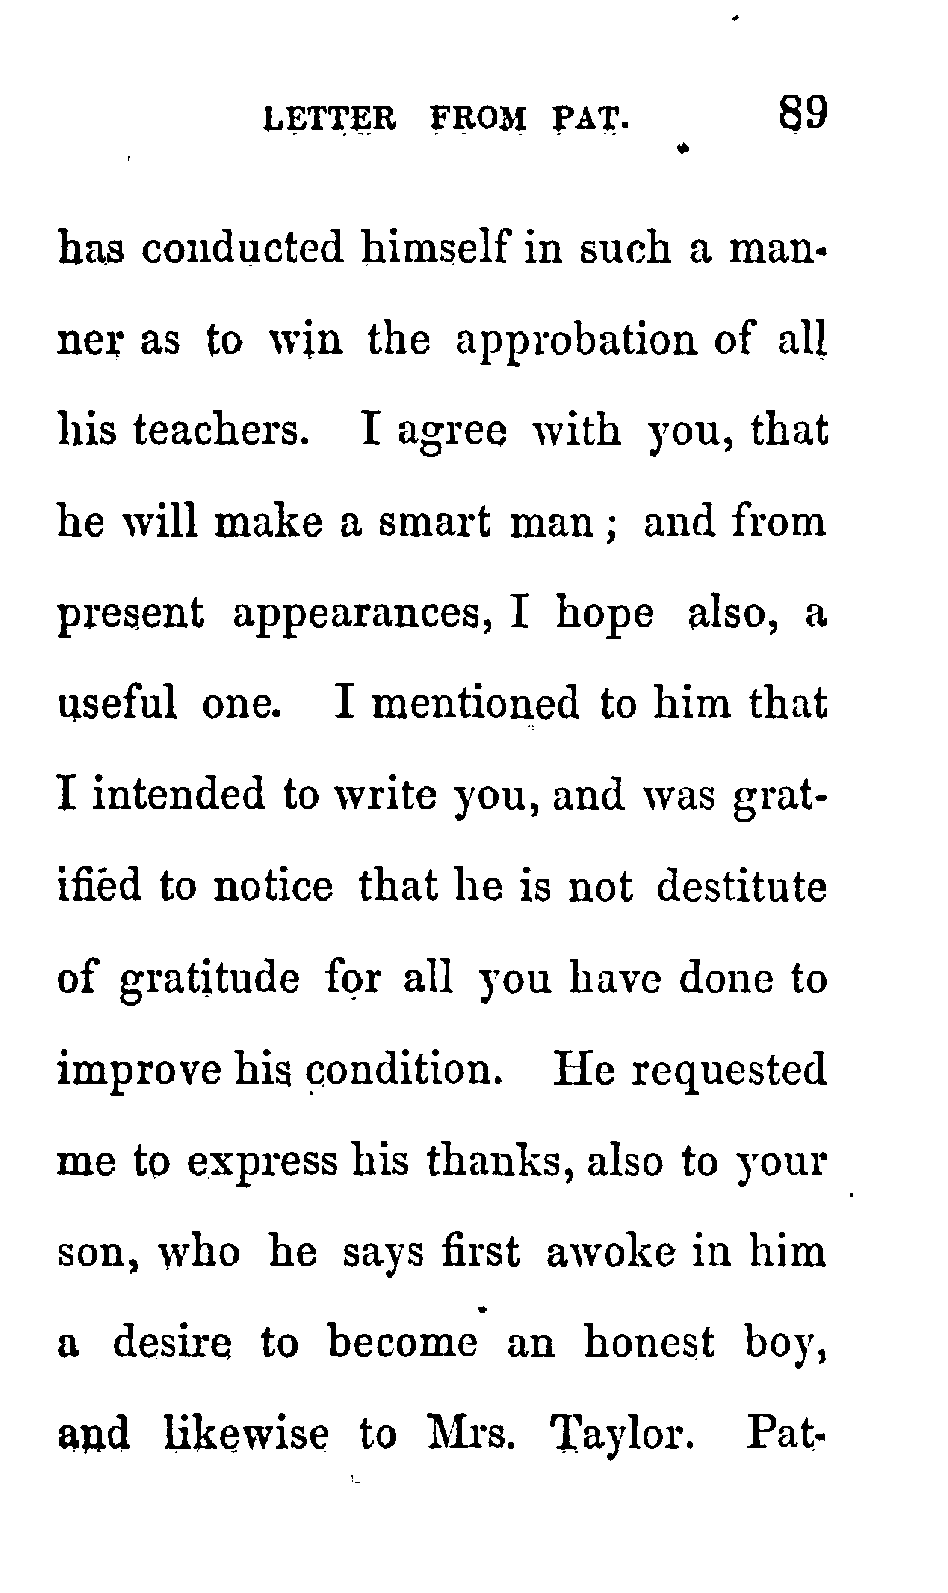 LETTER FROM PAT. 89
has conducted himself in such a man-
ner as to win the approbation of all
his teachers. I agree with you, that
he will make a smart man; and from
present appearances, I hope also, a
useful one. I mentioned to him that
I intended to write you, and was grat-
ified to notice that he is not destitute
of gratitude for all you have done to
improve his condition. He requested
me to express his thanks, also to your
son, who he says first awoke in him
a desire to become an honest boy,
and likewise to Mrs. Taylor. Pat-